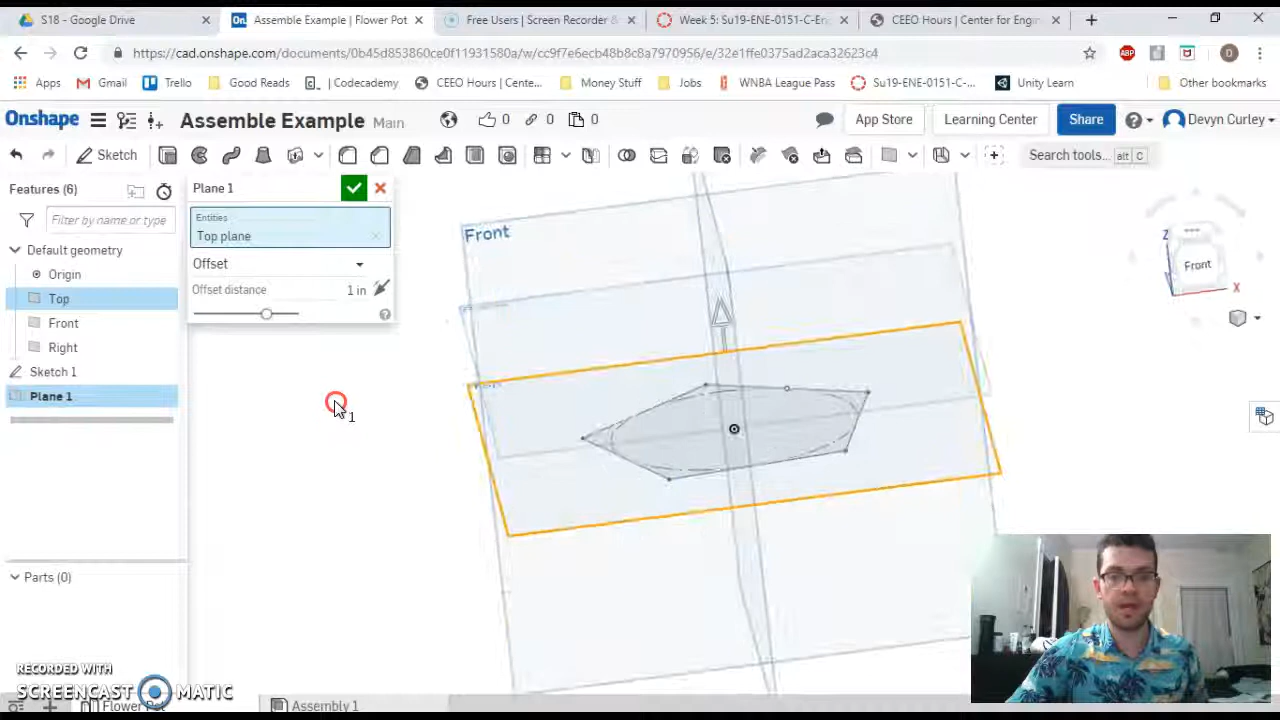 S18 - Google Drive
Assemble Example | Flower Pot
Free Users | Screen Recorder &
Week 5: Su19-ENE-0151-C-En
CEEO Hours | Center for Engin
https://cad.onshape.com/documents/0b45d853860ce0f11931580a/w/cc9f7e6ecb48b8c8a7970956/e/32e1ffe0375ad2aca32623c4
Apps
Gmail
Trello
Good Reads
Codecademy
CEEO Hours | Cente...
Money Stuff
Jobs
WNBA League Pass
Su19-ENE-0151-C-...
Unity Learn
Other bookmarks
Onshape
Assemble Example
Main
0
0
0
App Store
Learning Center
Share
Devyn Curley
Sketch
Search tools...
alt
C
Features (6)
Filter by name or type
Default geometry
Origin
Top
Front
Right
Sketch 1
Plane 1
Parts (0)
Plane 1
Entities
Top plane
Offset
Offset distance
1 in
Front
Z
Front
X
1
RECORDED WITH
SCREENCAST MATIC
Flower Pot
Assembly 1